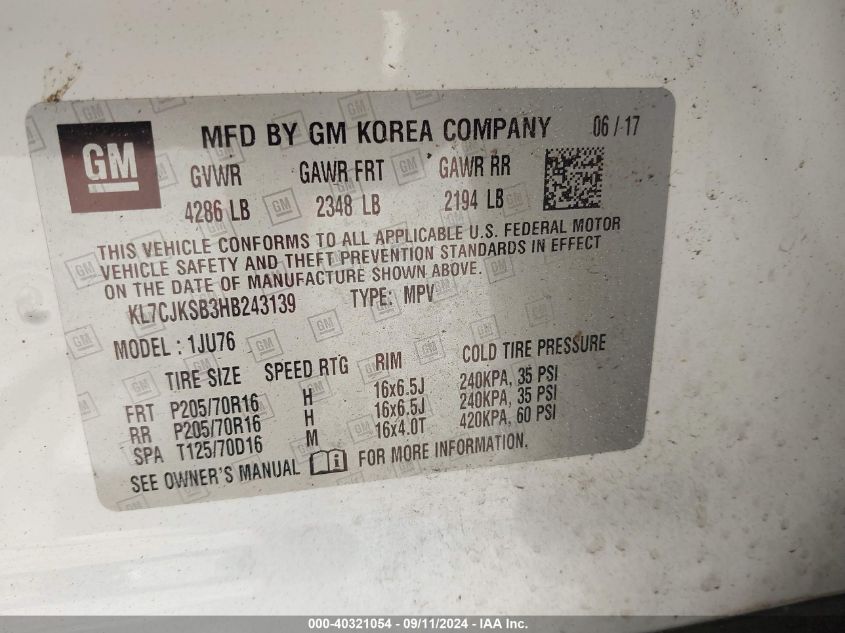 GM
MFD BY GM KOREA COMPANY 06 / 17
GVWR GAWR FRT GAWR RR
4286 LB 2348 LB 2194 LB
THIS VEHICLE CONFORMS TO ALL APPLICABLE U.S. FEDERAL MOTOR
VEHICLE SAFETY AND THEFT PREVENTION STANDARDS IN EFFECT
ON THE DATE OF MANUFACTURE SHOWN ABOVE.
KL7CJKSB3HB243139 TYPE: MPV
MODEL : 1JU76
TIRE SIZE SPEED RTG RIM COLD TIRE PRESSURE
FRT P205/70R16 H 16x6.5J 240KPA, 35 PSI
RR P205/70R16 H 16x6.5J 240KPA, 35 PSI
SPA T125/70D16 M 16x4.0T 420KPA, 60 PSI
SEE OWNER'S MANUAL FOR MORE INFORMATION.
000-40321054 - 09/11/2024 - IAA Inc.